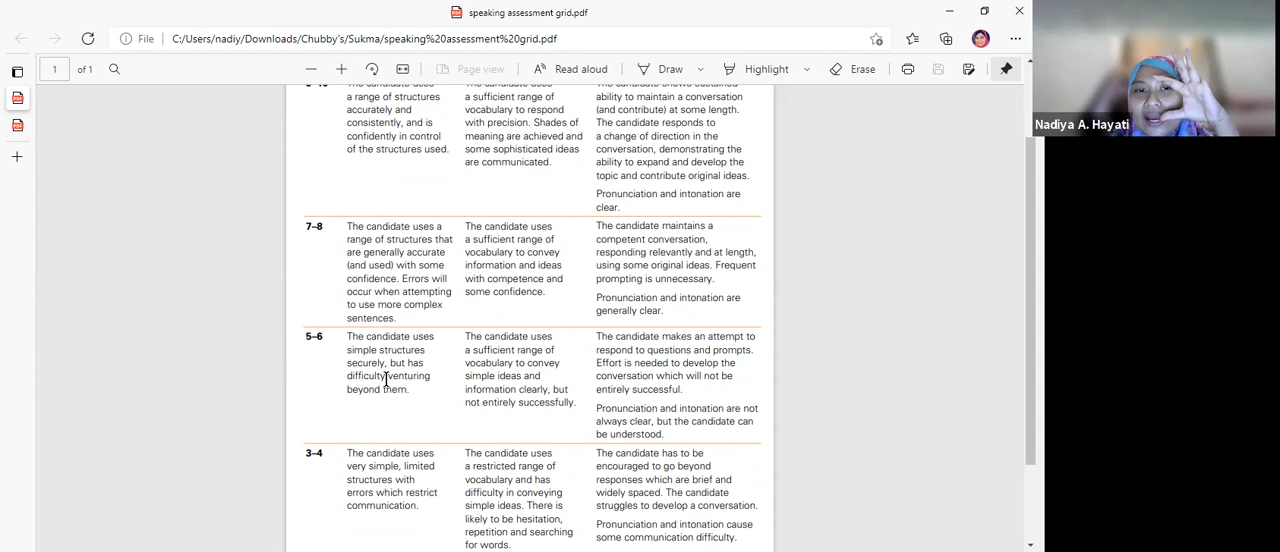 speaking assessment grid.pdf
File
C:/Users/nadiy/Downloads/Chubby's/Sukma/speaking%20assessment%20grid.pdf
1 of 1
Page view
Read aloud
Draw
Highlight
Erase
Nadiya A. Hayati
a range of structures
accurately and
consistently, and is
confidently in control
of the structures used.
a sufficient range of
vocabulary to respond
with precision. Shades of
meaning are achieved and
some sophisticated ideas
are communicated.
ability to maintain a conversation
(and contribute) at some length.
The candidate responds to
a change of direction in the
conversation, demonstrating the
ability to expand and develop the
topic and contribute original ideas.
Pronunciation and intonation are
clear.
7–8
The candidate uses a
range of structures that
are generally accurate
(and used) with some
confidence. Errors will
occur when attempting
to use more complex
sentences.
The candidate uses
a sufficient range of
vocabulary to convey
information and ideas
with competence and
some confidence.
The candidate maintains a
competent conversation,
responding relevantly and at length,
using some original ideas. Frequent
prompting is unnecessary.
Pronunciation and intonation are
generally clear.
5–6
The candidate uses
simple structures
securely, but has
difficulty venturing
beyond them.
The candidate uses
a sufficient range of
vocabulary to convey
simple ideas and
information clearly, but
not entirely successfully.
The candidate makes an attempt to
respond to questions and prompts.
Effort is needed to develop the
conversation which will not be
entirely successful.
Pronunciation and intonation are not
always clear, but the candidate can
be understood.
3–4
The candidate uses
very simple, limited
structures with
errors which restrict
communication.
The candidate uses
a restricted range of
vocabulary and has
difficulty in conveying
simple ideas. There is
likely to be hesitation,
repetition and searching
for words.
The candidate has to be
encouraged to go beyond
responses which are brief and
widely spaced. The candidate
struggles to develop a conversation.
Pronunciation and intonation cause
some communication difficulty.